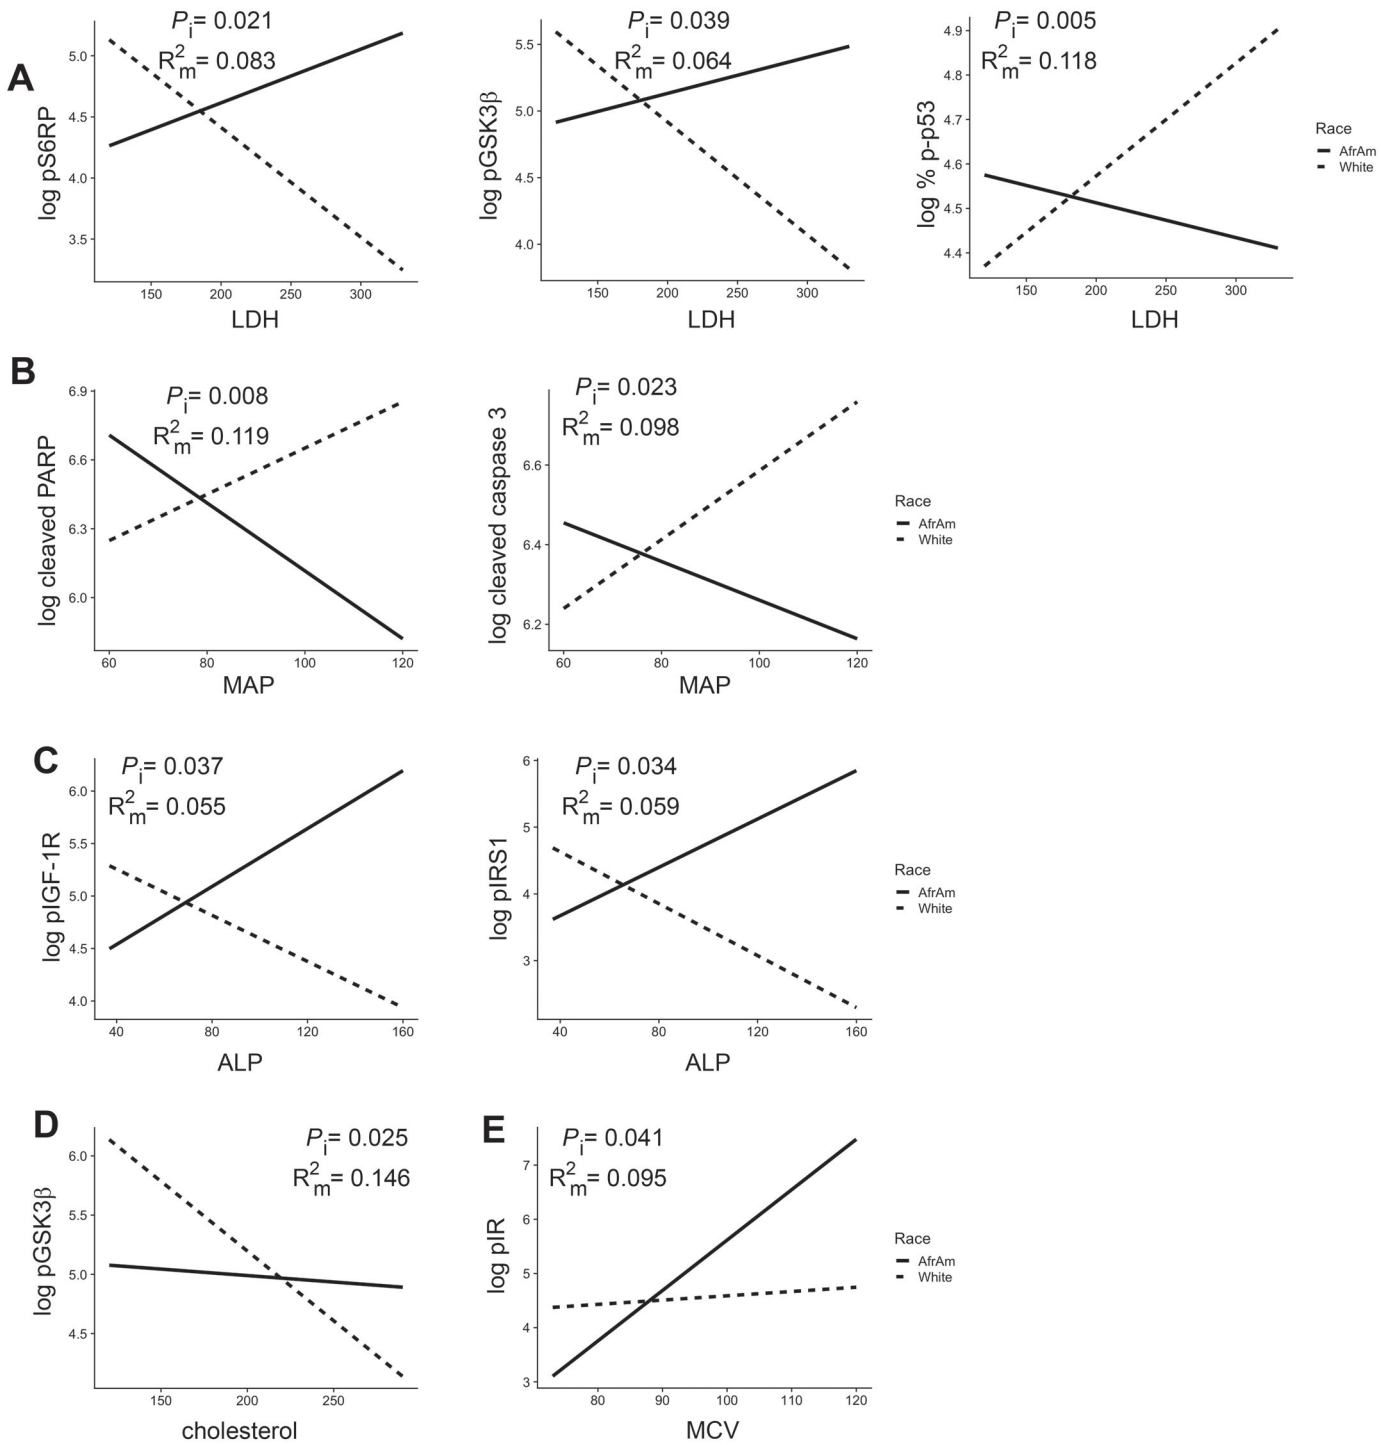 A
P_i= 0.021
R²_m= 0.083
log pS6RP
5.0
4.5
4.0
3.5
150 200 250 300
LDH
P_i= 0.039
R²_m= 0.064
log pGSK3β
5.5
5.0
4.5
4.0
150 200 250 300
LDH
P_i= 0.005
R²_m= 0.118
log % p-p53
4.9
4.8
4.7
4.6
4.5
4.4
150 200 250 300
LDH
Race
AfrAm
White
B
P_i= 0.008
R²_m= 0.119
log cleaved PARP
6.9
6.6
6.3
6.0
60 80 100 120
MAP
P_i= 0.023
R²_m= 0.098
log cleaved caspase 3
6.6
6.4
6.2
60 80 100 120
MAP
Race
AfrAm
White
C
P_i= 0.037
R²_m= 0.055
log pIGF-1R
6.0
5.5
5.0
4.5
4.0
40 80 120 160
ALP
P_i= 0.034
R²_m= 0.059
log pIRS1
6
5
4
3
40 80 120 160
ALP
Race
AfrAm
White
D
P_i= 0.025
R²_m= 0.146
log pGSK3β
6.0
5.5
5.0
4.5
150 200 250
cholesterol
E
P_i= 0.041
R²_m= 0.095
log pIR
7
6
5
4
3
80 90 100 110 120
MCV
Race
AfrAm
White